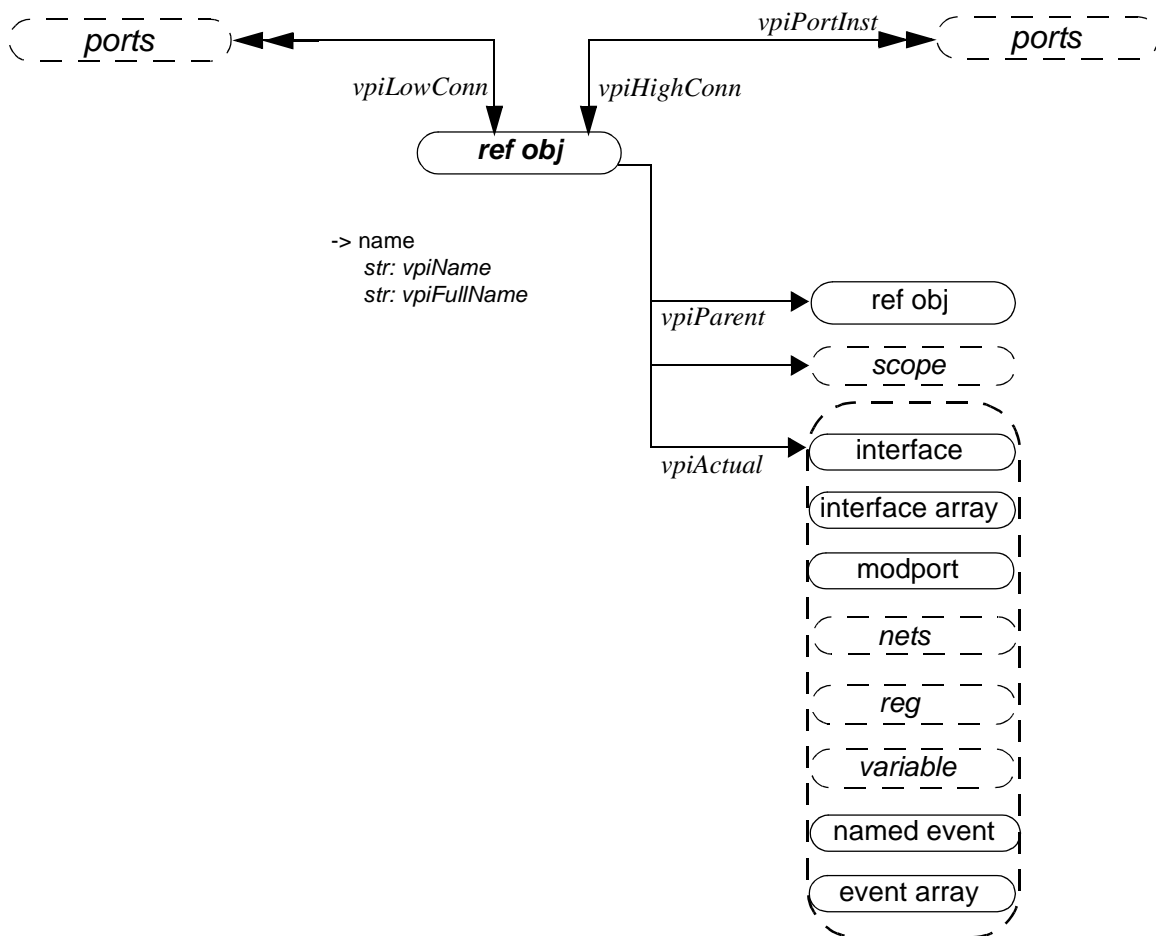 vpiPortInst
ports
ports
vpiLowConn
vpiHighConn
ref obj
-> name
str: vpiName
str: vpiFullName
ref obj
vpiParent
scope
interface
vpiActual
interface array
modport
nets
reg
variable
named event
event array